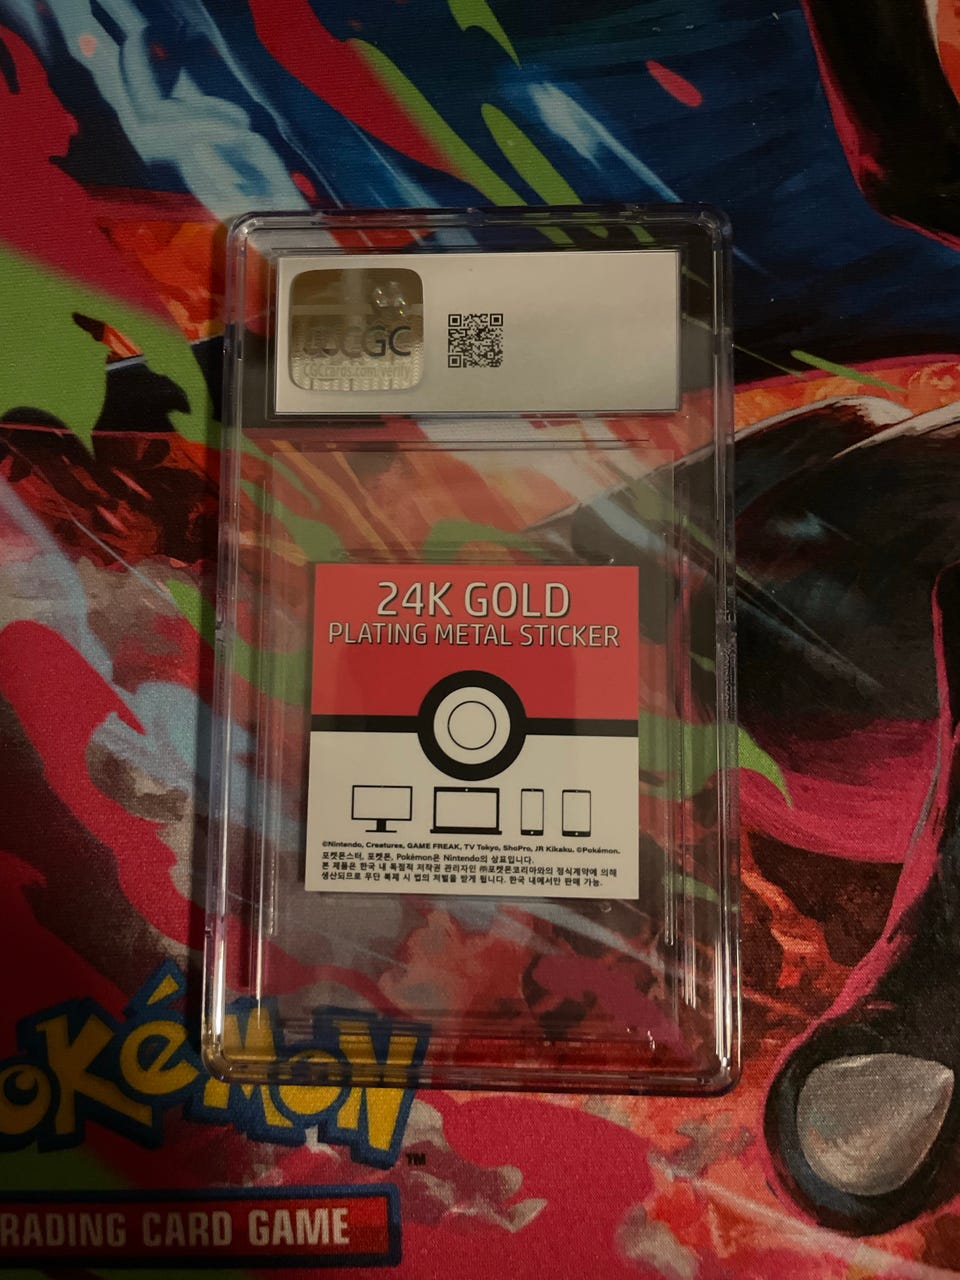 CGC
CGCcards.com/verify
24K GOLD
PLATING METAL STICKER
©Nintendo, Creatures, GAME FREAK, TV Tokyo, ShoPro, JR Kikaku. ©Pokémon.
포켓몬스터, 포켓몬, Pokémon은 Nintendo의 상표입니다.
본 제품은 한국 내 독점적 저작권 관리자인 ㈜포켓몬코리아와의 정식계약에 의해
생산되므로 무단 복제 시 법의 처벌을 받게 됩니다. 한국 내에서만 판매 가능.
POKéMON
TM
RADING CARD GAME